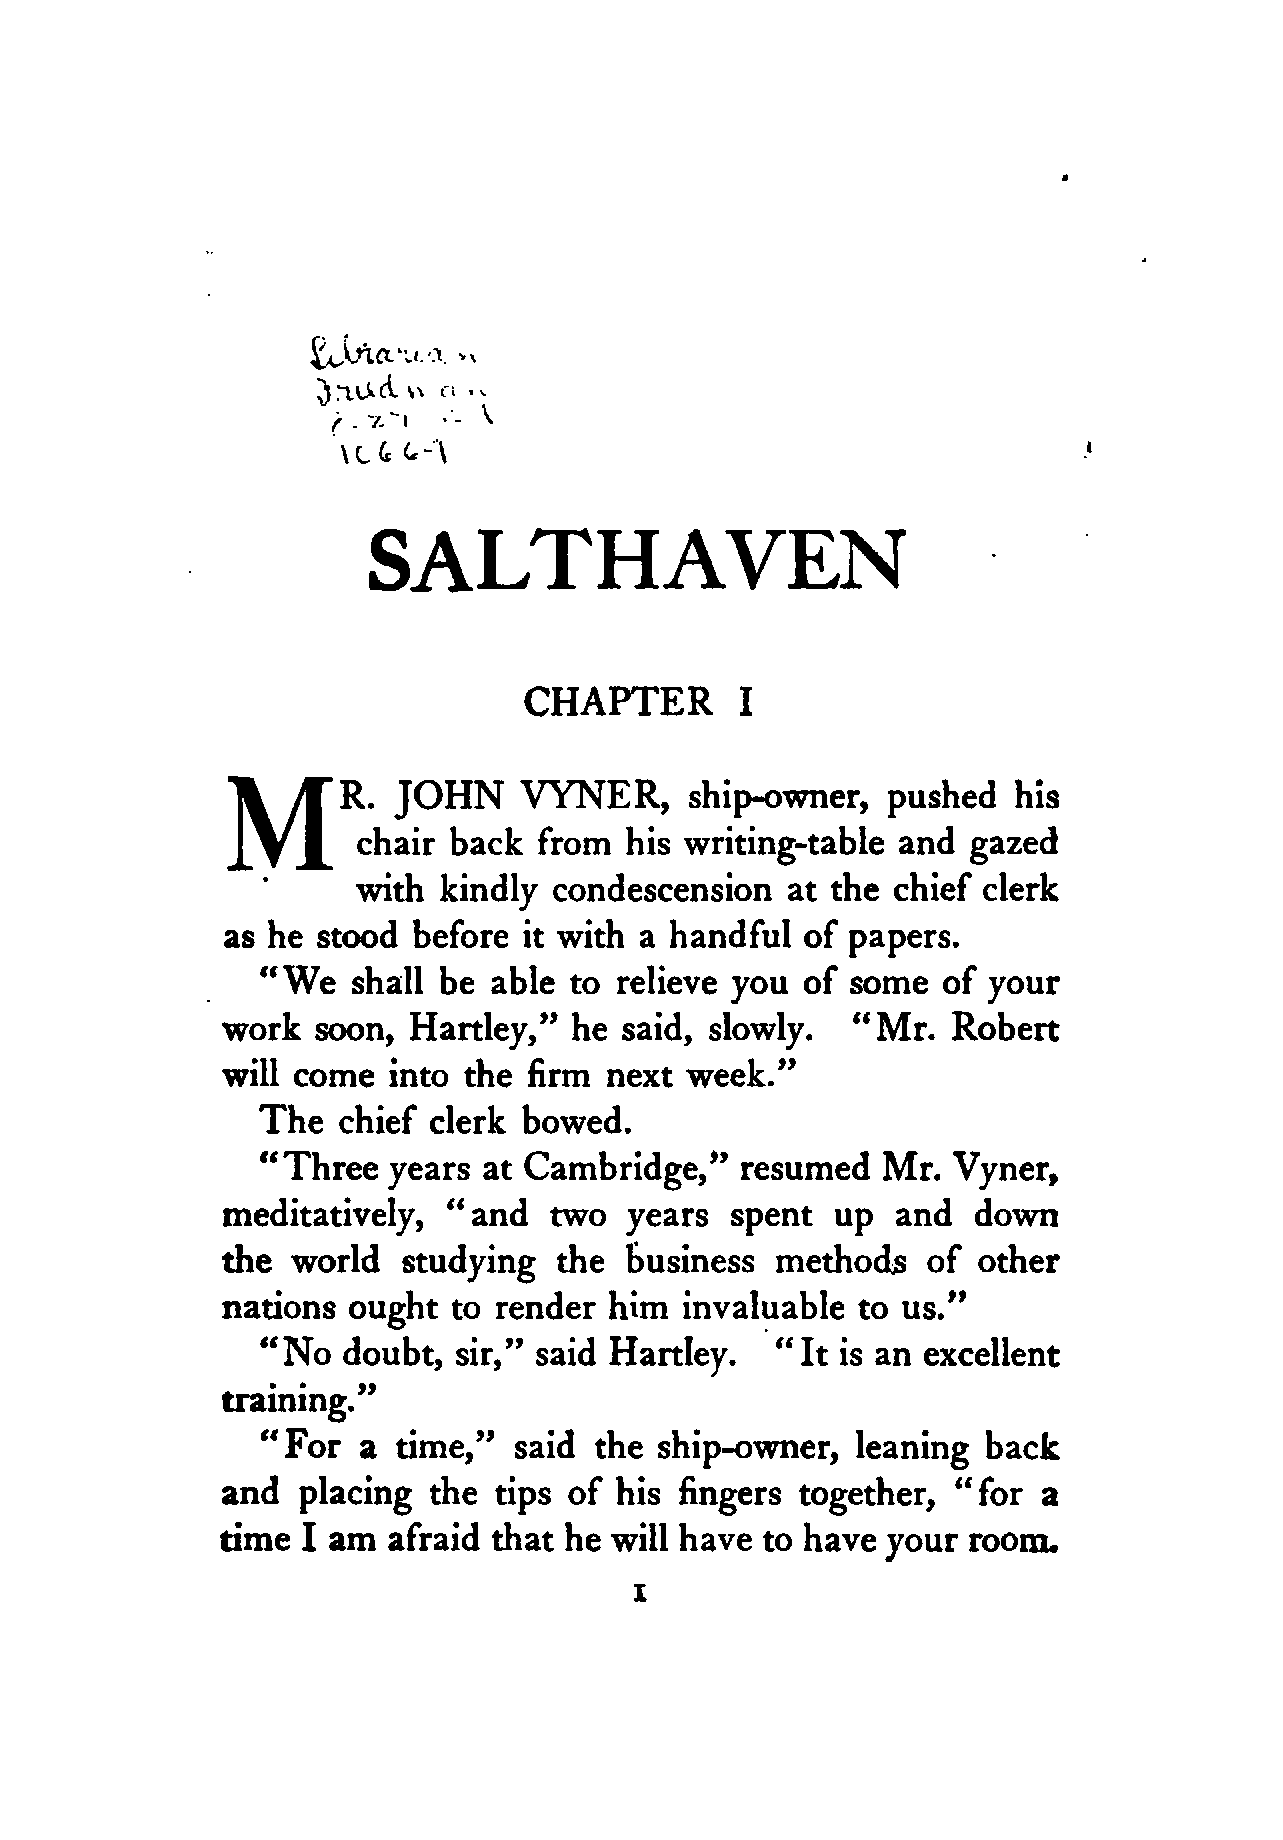 Librarian
SALTHAVEN
CHAPTER I
MR. JOHN VYNER, ship-owner, pushed his
chair back from his writing-table and gazed
with kindly condescension at the chief clerk
as he stood before it with a handful of papers.
"We shall be able to relieve you of some of your
work soon, Hartley," he said, slowly. "Mr. Robert
will come into the firm next week."
The chief clerk bowed.
"Three years at Cambridge," resumed Mr. Vyner,
meditatively, "and two years spent up and down
the world studying the business methods of other
nations ought to render him invaluable to us."
"No doubt, sir," said Hartley. "It is an excellent
training."
"For a time," said the ship-owner, leaning back
and placing the tips of his fingers together, "for a
time I am afraid that he will have to have your room.
1